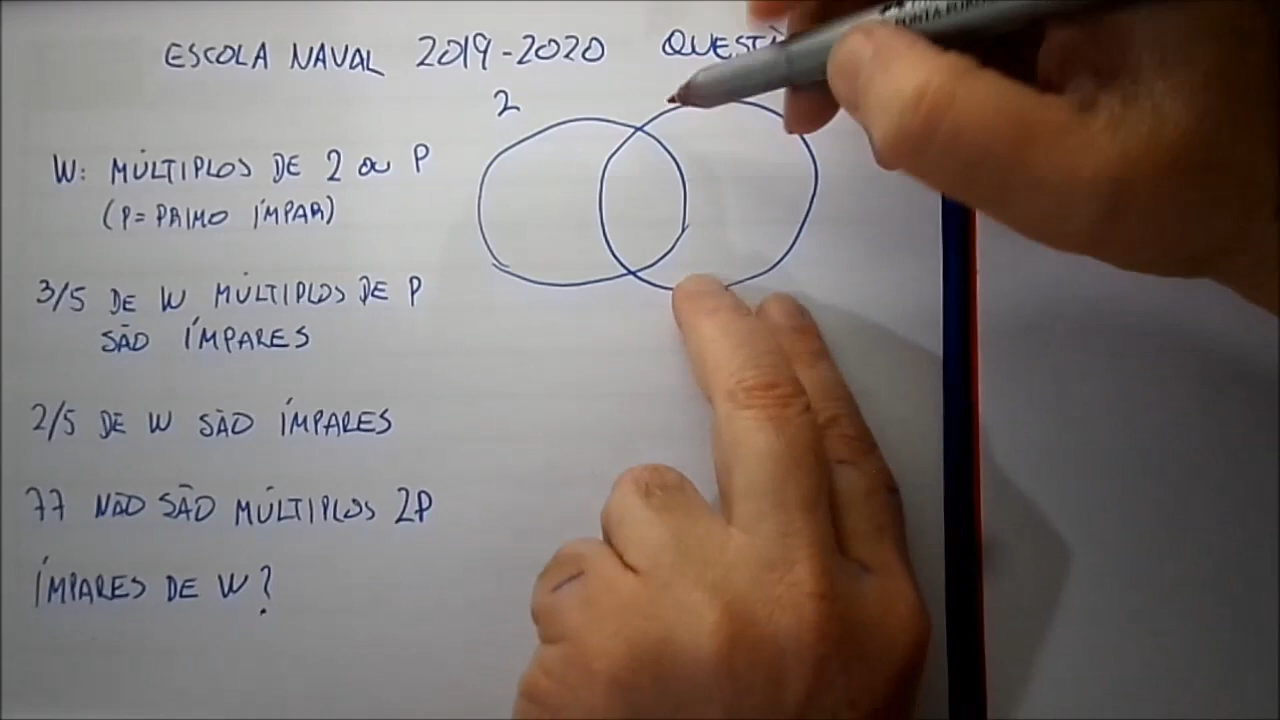 ESCOLA NAVAL 2019-2020
2
W: MÚLTIPLOS DE 2 OU P
(P=PRIMO ÍMPAR)
3/5 DE W MÚLTIPLOS DE P
SÃO ÍMPARES
2/5 DE W SÃO ÍMPARES
77 NÃO SÃO MÚLTIPLOS 2P
ÍMPARES DE W?